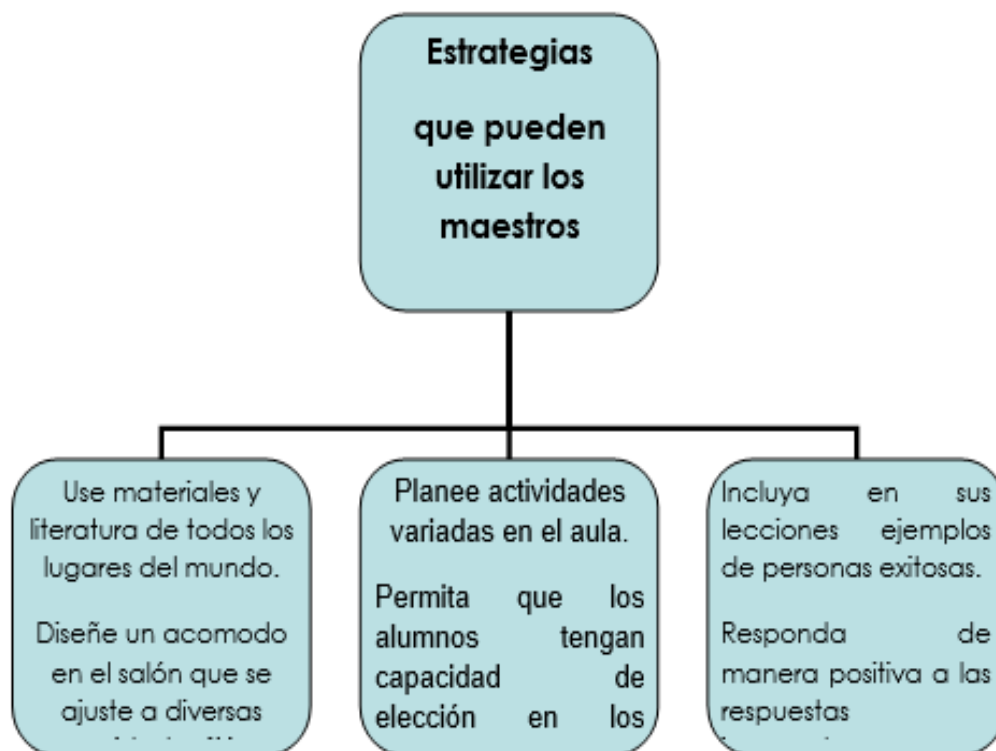 Estrategias
que pueden
utilizar los
maestros
Use materiales y
literatura de todos los
lugares del mundo.
Diseñe un acomodo
en el salón que se
ajuste a diversas
Planee actividades
variadas en el aula.
Permita que los
alumnos tengan
capacidad de
elección en los
Incluya en sus
lecciones ejemplos
de personas exitosas.
Responda de
manera positiva a las
respuestas